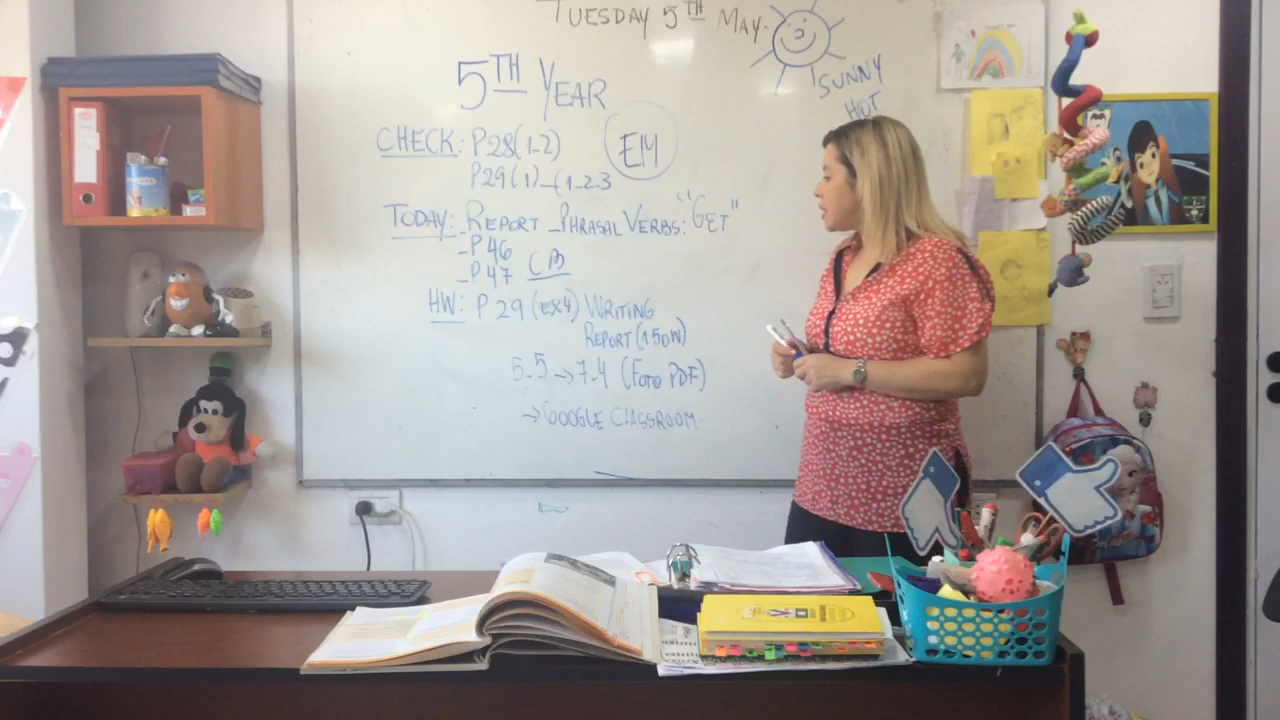 TUESDAY 5TH MAY.
SUNNY
HOT
5TH YEAR
CHECK: P28(1-2)
P29(1)-(1-2-3
EM
TODAY: -REPORT -PHRASAL VERBS: "GET"
-P46
-P47 CB
HW: P 29 (EX4) WRITING
REPORT (150W)
5-5 → 7-4 (FOTO PDF)
→ GOOGLE CLASSROOM